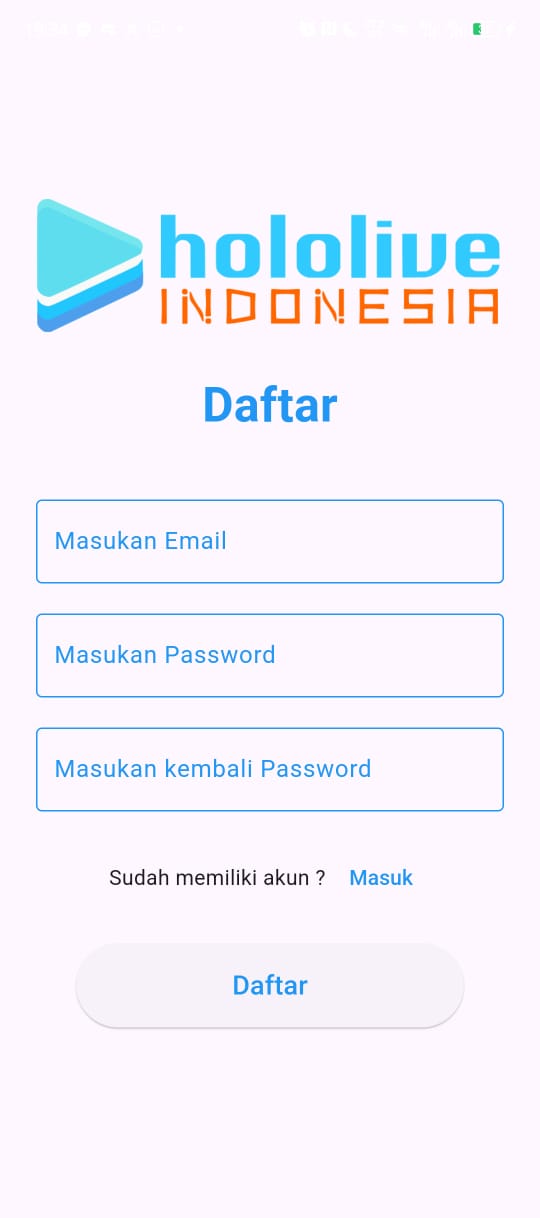 hololive
INDONESIA
Daftar
Masukan Email
Masukan Password
Masukan kembali Password
Sudah memiliki akun ? Masuk
Daftar